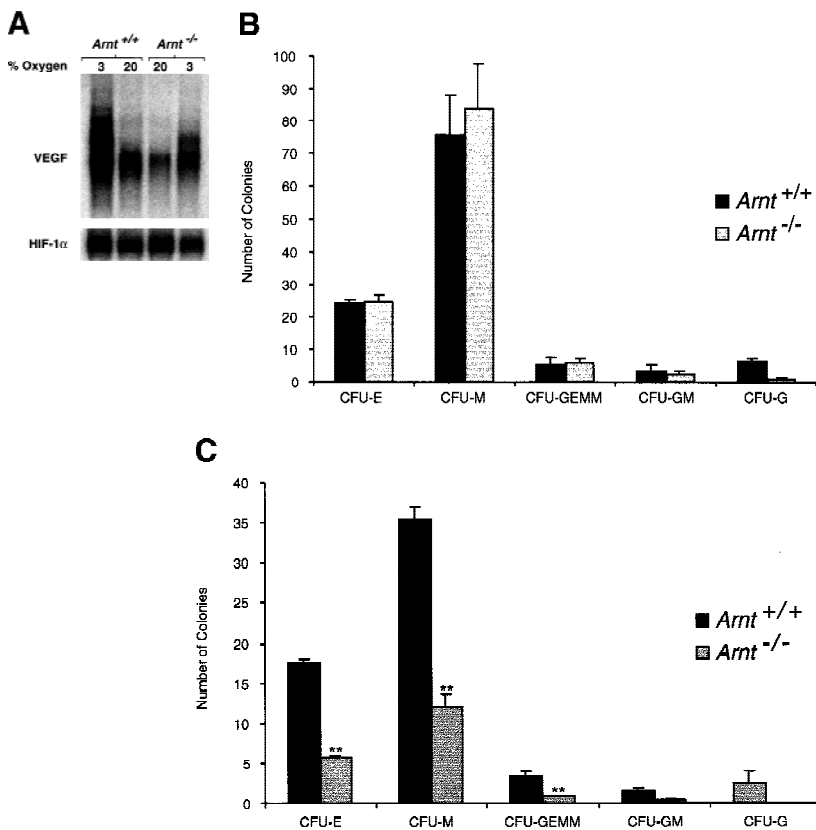 A
Arnt +/+ Arnt -/-
% Oxygen 3 20 20 3
VEGF
HIF-1α
B
Number of Colonies
100
90
80
70
60
50
40
30
20
10
0
CFU-E CFU-M CFU-GEMM CFU-GM CFU-G
Arnt +/+
Arnt -/-
C
Number of Colonies
40
35
30
25
20
15
10
5
0
** ** **
CFU-E CFU-M CFU-GEMM CFU-GM CFU-G
Arnt +/+
Arnt -/-